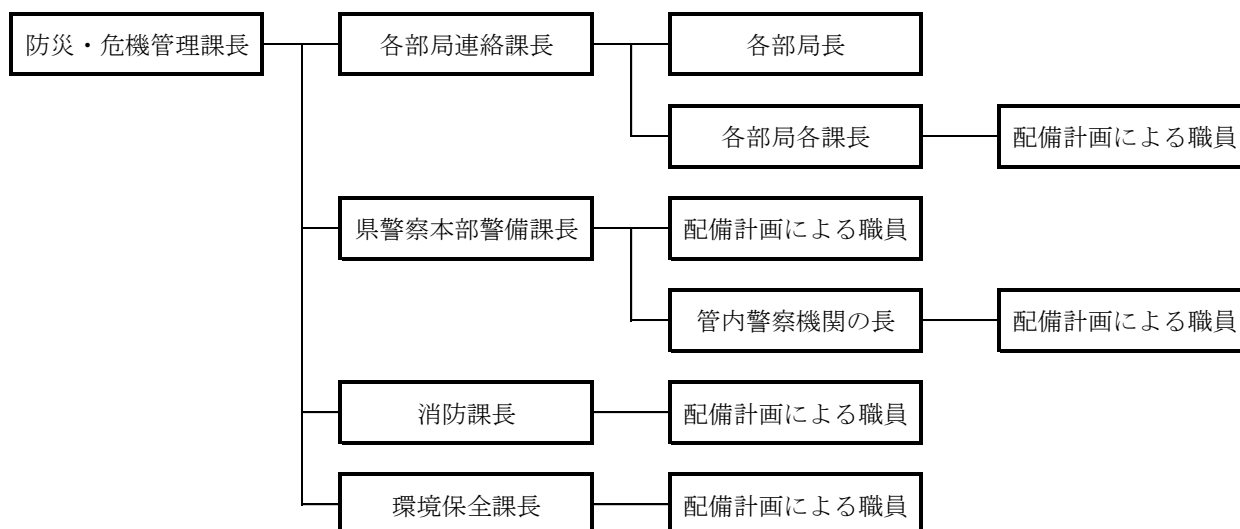 防災・危機管理課長
各部局連絡課長
各部局長
各部局各課長
配備計画による職員
県警察本部警備課長
配備計画による職員
管内警察機関の長
配備計画による職員
消防課長
配備計画による職員
環境保全課長
配備計画による職員